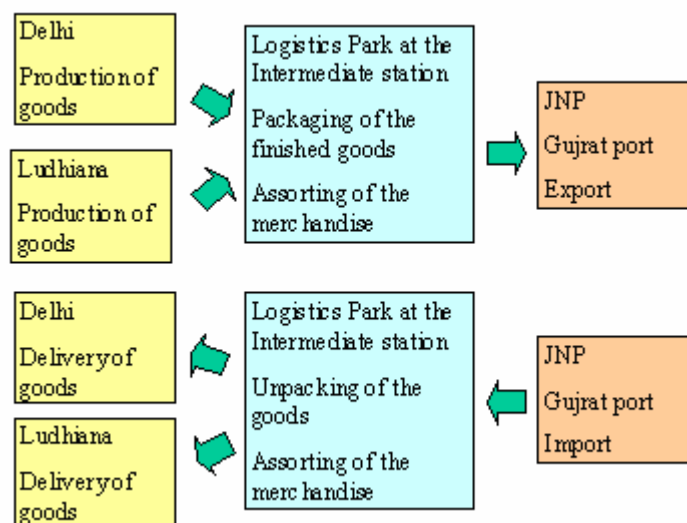 Delhi
Production of
goods
Ludhiana
Production of
goods
Logistics Park at the
Intermediate station
Packaging of the
finished goods
Assorting of the
merchandise
JNP
Gujrat port
Export
Delhi
Delivery of
goods
Ludhiana
Delivery of
goods
Logistics Park at the
Intermediate station
Unpacking of the
goods
Assorting of the
merchandise
JNP
Gujrat port
Import